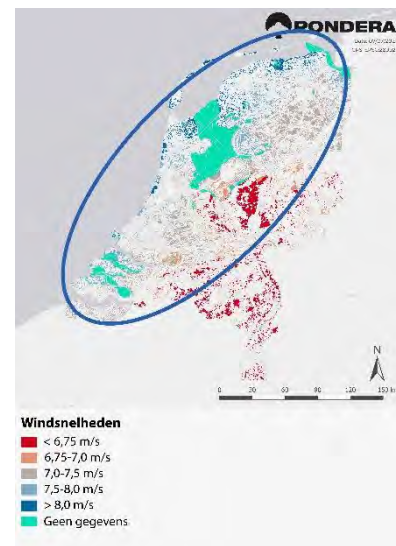 PONDERA
N
0 30 60 90 120 150 km
Windsnelheden
< 6,75 m/s
6,75-7,0 m/s
7,0-7,5 m/s
7,5-8,0 m/s
> 8,0 m/s
Geen gegevens